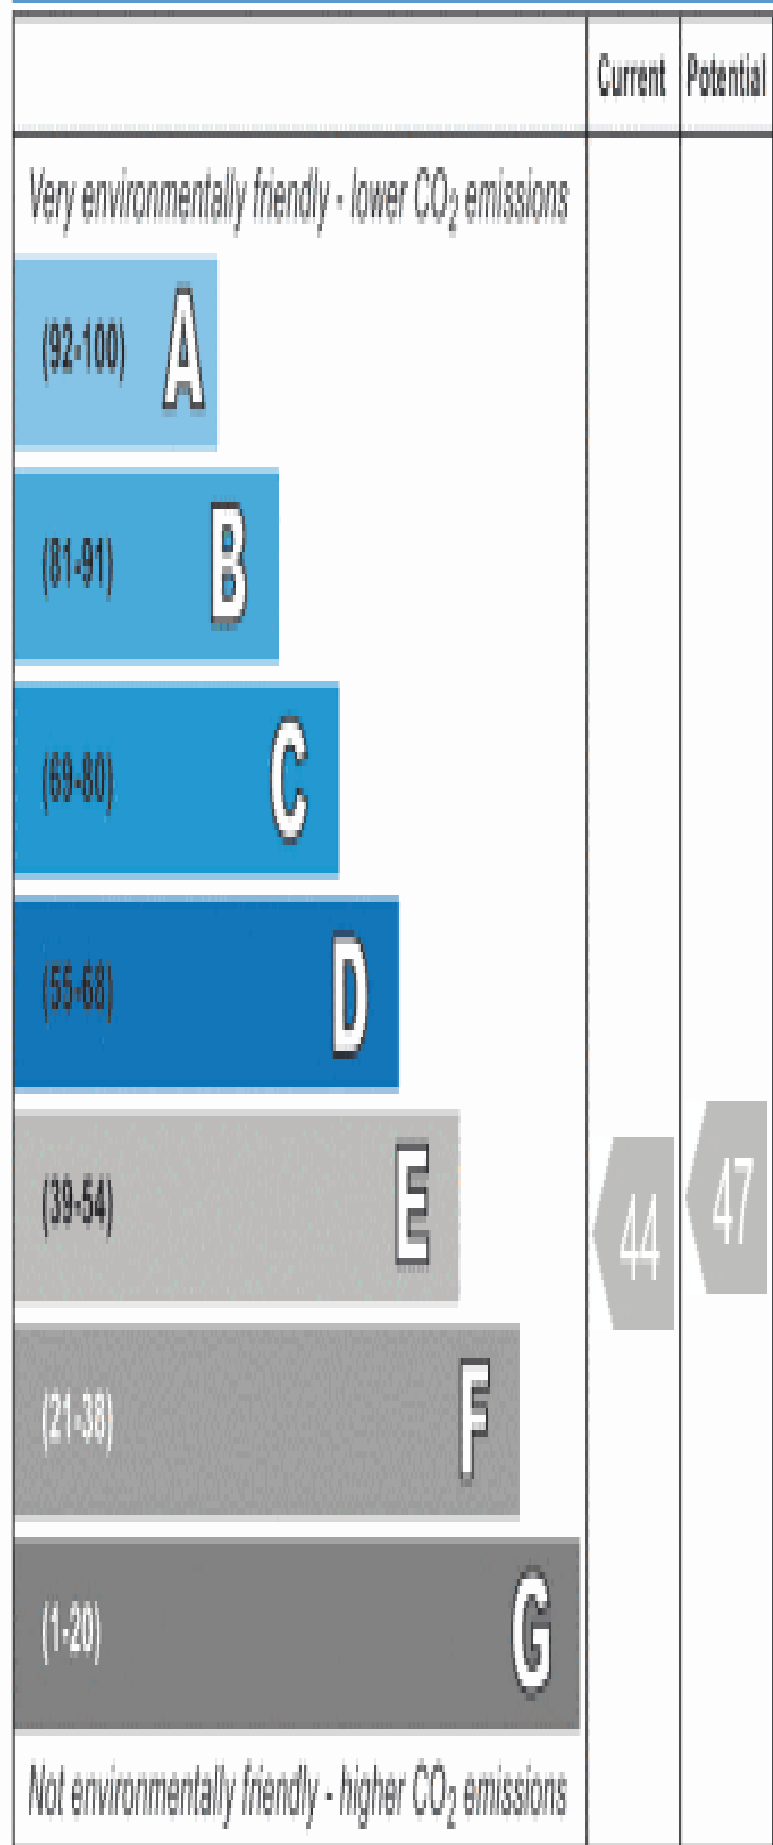 Current Potential
Very environmentally friendly - lower CO₂ emissions
(92-100) A
(81-91) B
(69-80) C
(55-68) D
(39-54) E
44 47
(21-38) F
(1-20) G
Not environmentally friendly - higher CO₂ emissions